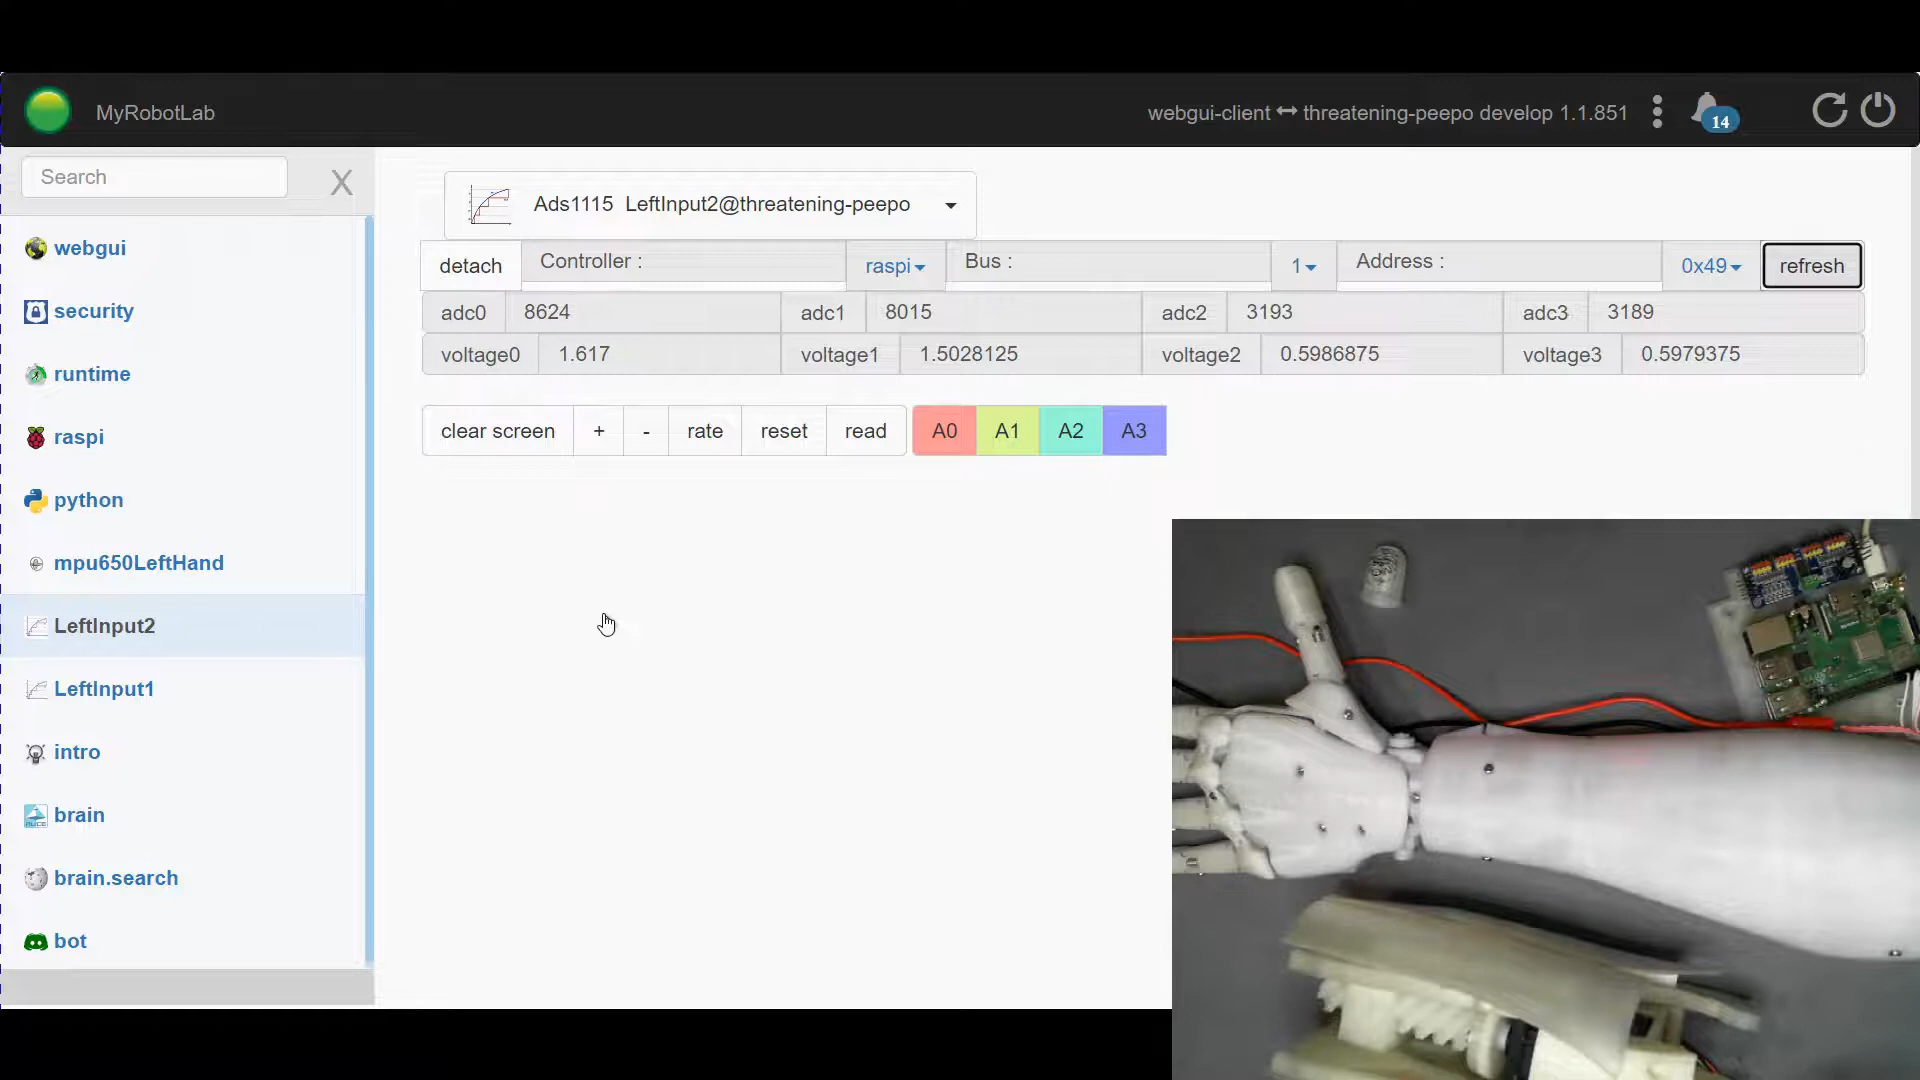 MyRobotLab
webgui-client ↔ threatening-peepo develop 1.1.851
14
Search
X
webgui
security
runtime
raspi
python
mpu650LeftHand
LeftInput2
LeftInput1
intro
brain
brain.search
bot
Ads1115 LeftInput2@threatening-peepo
detach Controller : raspi Bus : 1 Address : 0x49 refresh
adc0 8624 adc1 8015 adc2 3193 adc3 3189
voltage0 1.617 voltage1 1.5028125 voltage2 0.5986875 voltage3 0.5979375
clear screen + - rate reset read A0 A1 A2 A3